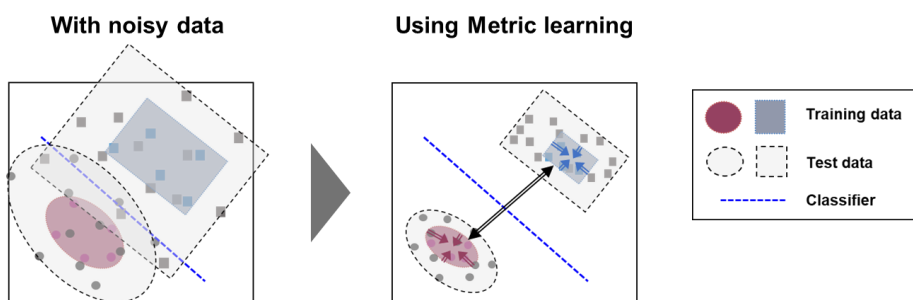 With noisy data
Using Metric learning
Training data
Test data
Classifier